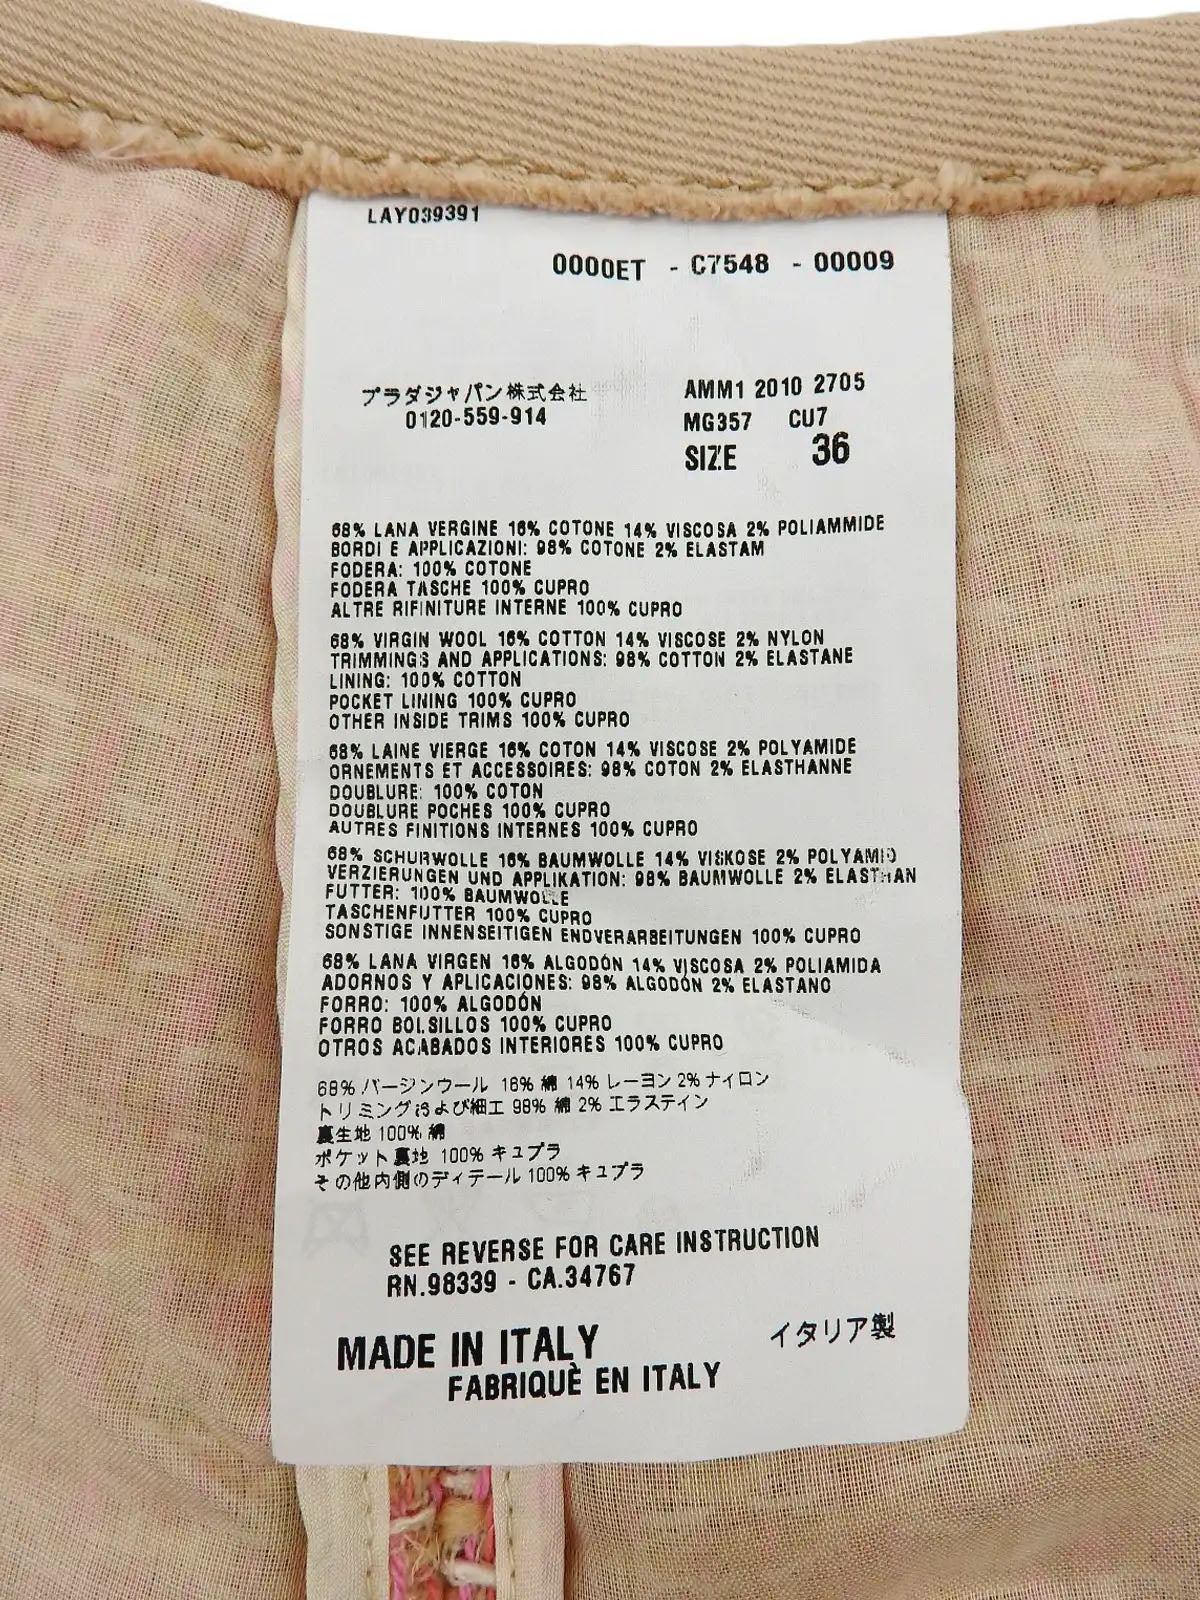 LAY039391
0000ET - C7548 - 00009
プラダジャパン株式会社
0120-559-914
AMM1 2010 2705
MG357 CU7
SIZE 36
68% LANA VERGINE 16% COTONE 14% VISCOSA 2% POLIAMMIDE
BORDI E APPLICAZIONI: 98% COTONE 2% ELASTAM
FODERA: 100% COTONE
FODERA TASCHE 100% CUPRO
ALTRE RIFINITURE INTERNE 100% CUPRO
68% VIRGIN WOOL 16% COTTON 14% VISCOSE 2% NYLON
TRIMMINGS AND APPLICATIONS: 98% COTTON 2% ELASTANE
LINING: 100% COTTON
POCKET LINING 100% CUPRO
OTHER INSIDE TRIMS 100% CUPRO
68% LAINE VIERGE 16% COTON 14% VISCOSE 2% POLYAMIDE
ORNEMENTS ET ACCESSOIRES: 98% COTON 2% ELASTHANNE
DOUBLURE: 100% COTON
DOUBLURE POCHES 100% CUPRO
AUTRES FINITIONS INTERNES 100% CUPRO
68% SCHURWOLLE 16% BAUMWOLLE 14% VISKOSE 2% POLYAMID
VERZIERUNGEN UND APPLIKATION: 98% BAUMWOLLE 2% ELASTHAN
FUTTER: 100% BAUMWOLLE
TASCHENFUTTER 100% CUPRO
SONSTIGE INNENSEITIGEN ENDVERARBEITUNGEN 100% CUPRO
68% LANA VIRGEN 16% ALGODÓN 14% VISCOSA 2% POLIAMIDA
ADORNOS Y APLICACIONES: 98% ALGODÓN 2% ELASTANO
FORRO: 100% ALGODÓN
FORRO BOLSILLOS 100% CUPRO
OTROS ACABADOS INTERIORES 100% CUPRO
68% バージンウール 16% 綿 14% レーヨン 2% ナイロン
トリミングおよび細工 98% 綿 2% エラステイン
裏生地 100% 綿
ポケット裏地 100% キュプラ
その他内側のディテール 100% キュプラ
SEE REVERSE FOR CARE INSTRUCTION
RN.98339 - CA.34767
MADE IN ITALY
イタリア製
FABRIQUÈ EN ITALY